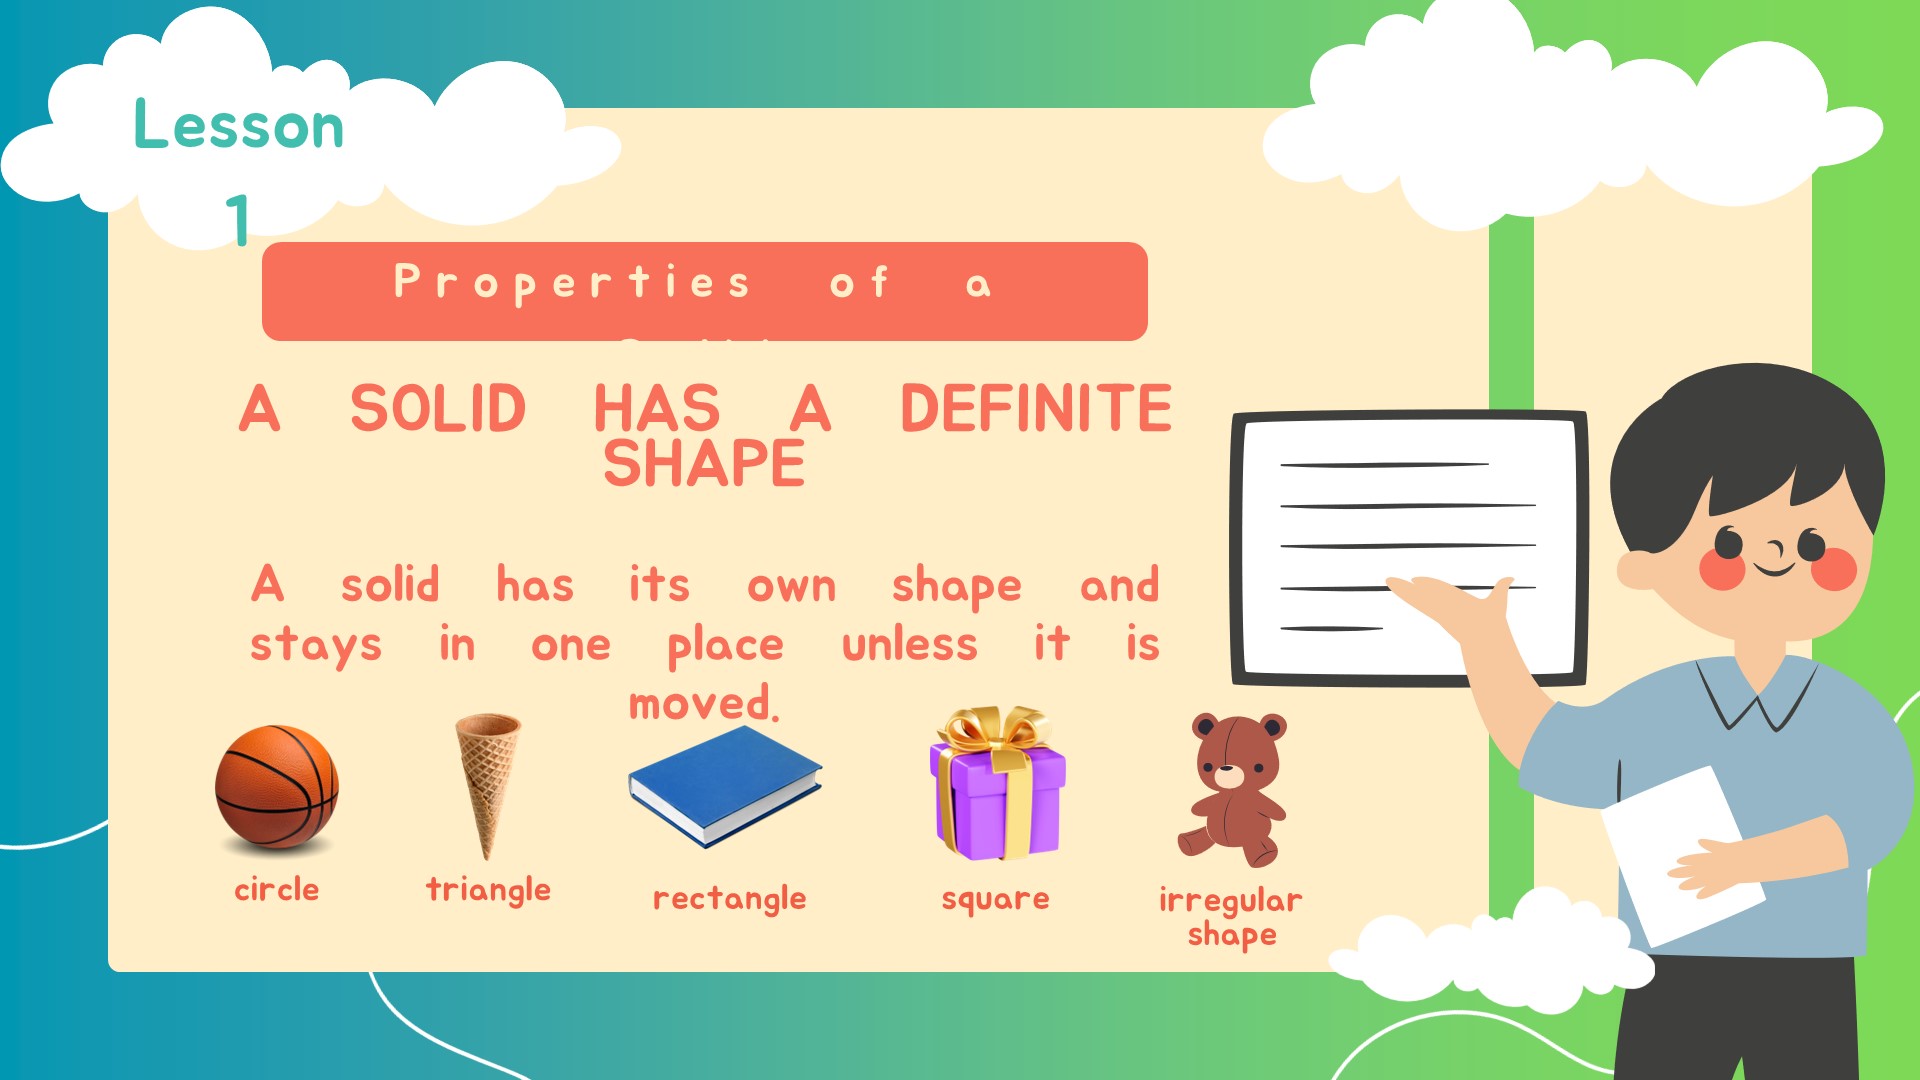 Lesson
1
Properties of a
A SOLID HAS A DEFINITE
SHAPE
A solid has its own shape and
stays in one place unless it is
moved.
circle
triangle
rectangle
square
irregular
shape